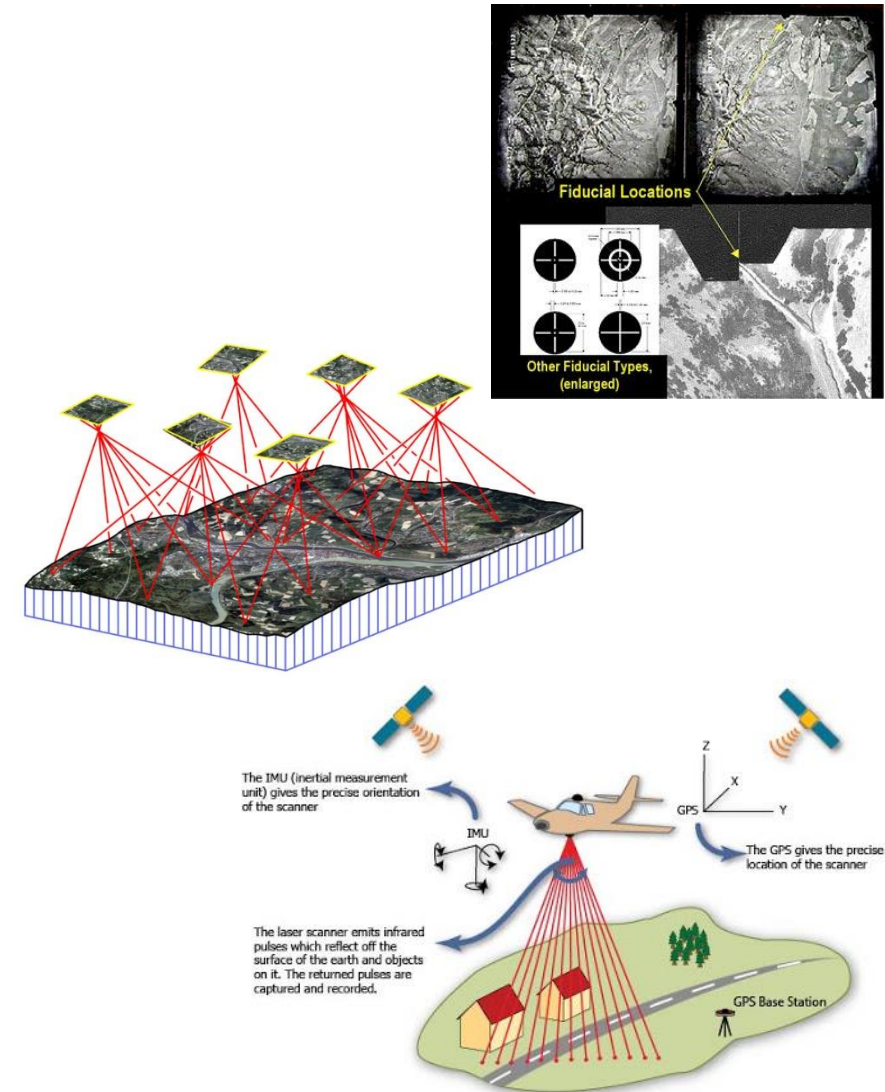 Fiducial Locations
Other Fiducial Types,
(enlarged)
The IMU (inertial measurement
unit) gives the precise orientation
of the scanner
IMU
Z
X
GPS
Y
The GPS gives the precise
location of the scanner
The laser scanner emits infrared
pulses which reflect off the
surface of the earth and objects
on it. The returned pulses are
captured and recorded.
GPS Base Station